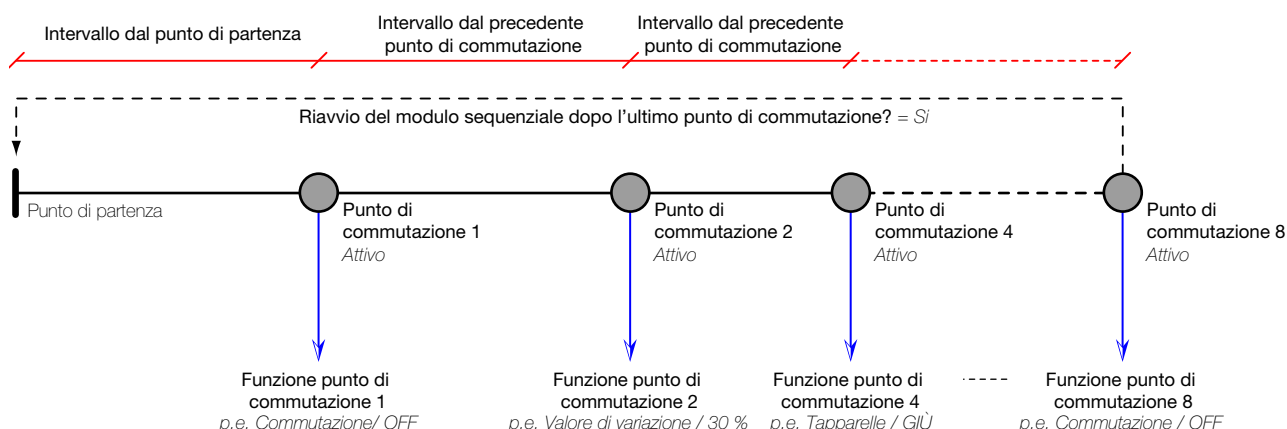 Intervallo dal punto di partenza
Intervallo dal precedente
punto di commutazione
Intervallo dal precedente
punto di commutazione
Riavvio del modulo sequenziale dopo l'ultimo punto di commutazione? = Si
Punto di partenza
Punto di
commutazione 1
Attivo
Punto di
commutazione 2
Attivo
Punto di
commutazione 4
Attivo
Punto di
commutazione 8
Attivo
Funzione punto di
commutazione 1
p.e. Commutazione/ OFF
Funzione punto di
commutazione 2
p.e. Valore di variazione / 30 %
Funzione punto di
commutazione 4
p.e. Tapparelle / GIÙ
Funzione punto di
commutazione 8
p.e. Commutazione / OFF